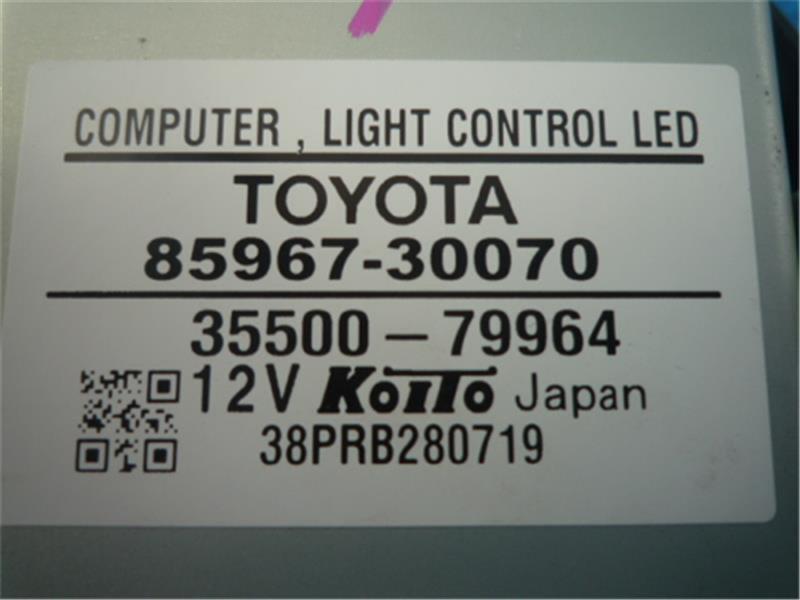 COMPUTER , LIGHT CONTROL LED
TOYOTA
85967-30070
35500-79964
12V KOITO Japan
38PRB280719